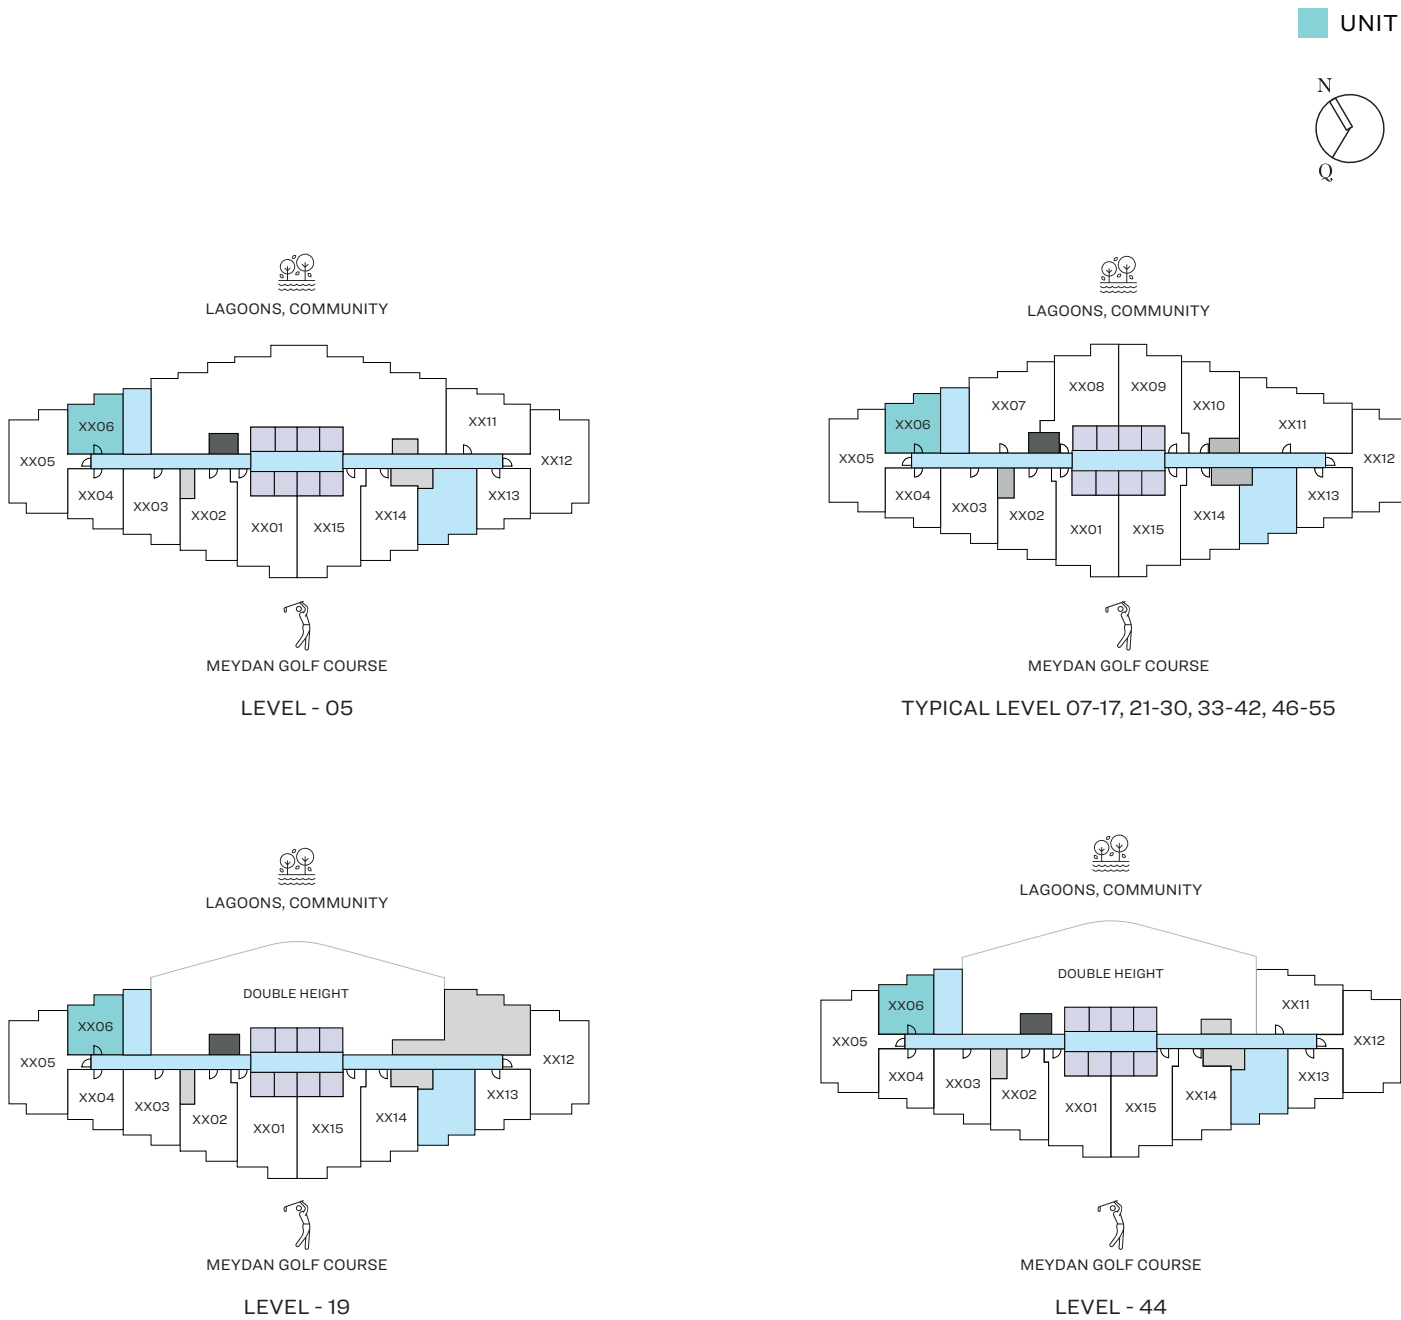 UNIT
N
Q
LAGOONS, COMMUNITY
XX06
XX11
XX05
XX12
XX04
XX13
XX03
XX02
XX14
XX01
XX15
MEYDAN GOLF COURSE
LEVEL - 05
LAGOONS, COMMUNITY
XX08
XX09
XX07
XX10
XX06
XX11
XX05
XX12
XX04
XX13
XX03
XX02
XX14
XX01
XX15
MEYDAN GOLF COURSE
TYPICAL LEVEL 07-17, 21-30, 33-42, 46-55
LAGOONS, COMMUNITY
DOUBLE HEIGHT
XX06
XX05
XX12
XX04
XX13
XX03
XX02
XX14
XX01
XX15
MEYDAN GOLF COURSE
LEVEL - 19
LAGOONS, COMMUNITY
DOUBLE HEIGHT
XX06
XX11
XX05
XX12
XX04
XX13
XX03
XX02
XX14
XX01
XX15
MEYDAN GOLF COURSE
LEVEL - 44